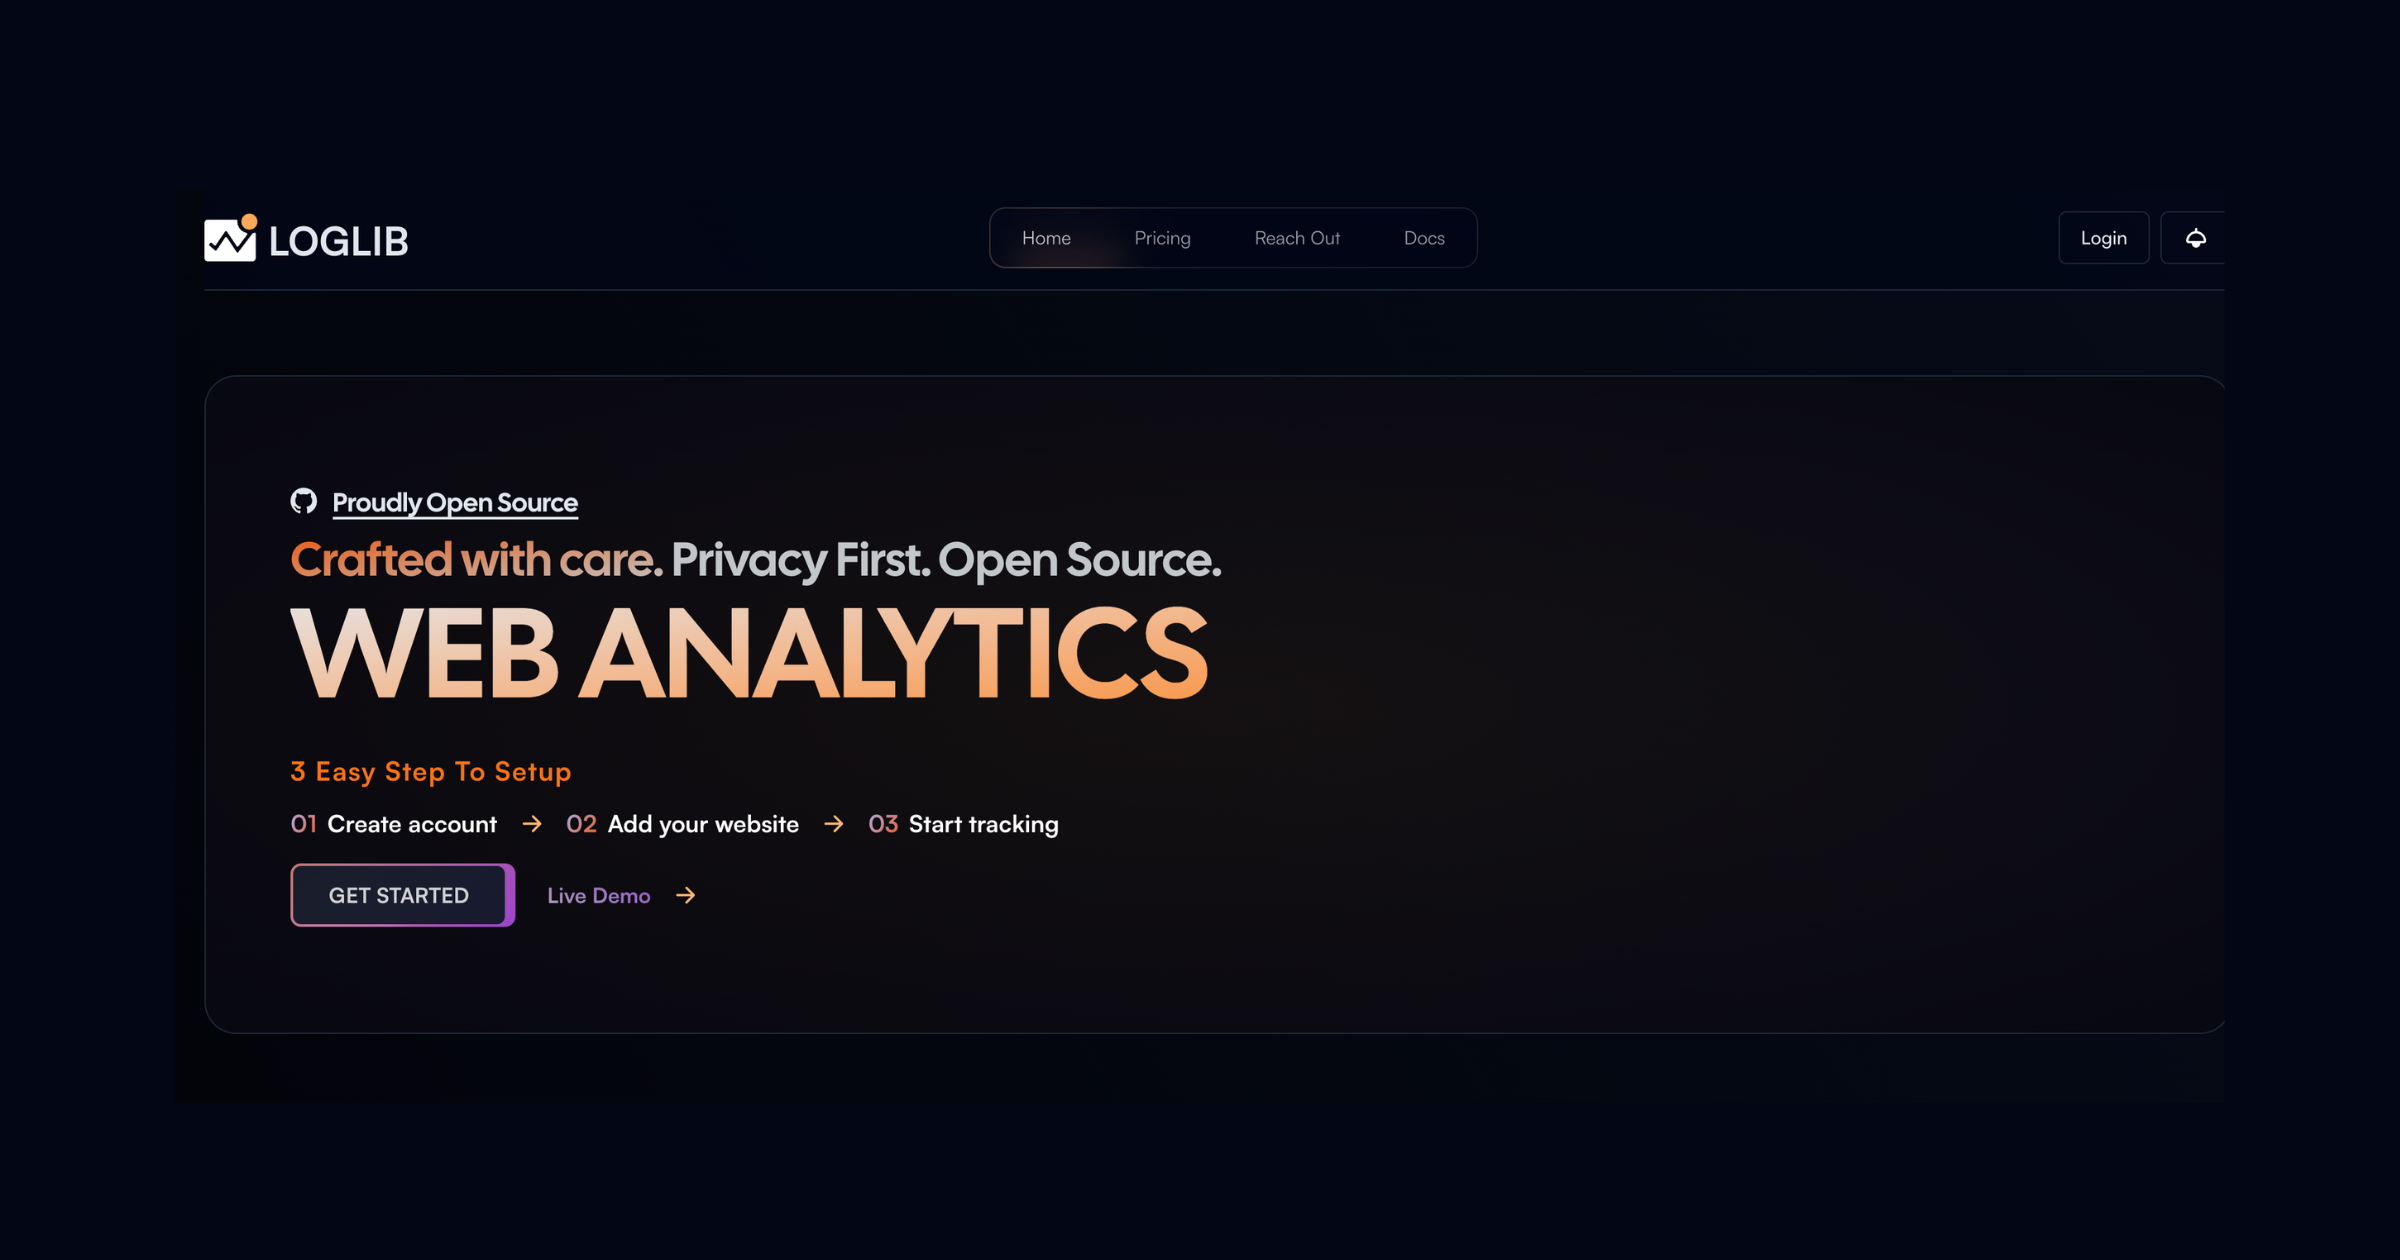 LOGLIB
Home Pricing Reach Out Docs
Login
Proudly Open Source
Crafted with care. Privacy First. Open Source.
WEB ANALYTICS
3 Easy Step To Setup
01 Create account → 02 Add your website → 03 Start tracking
GET STARTED Live Demo →